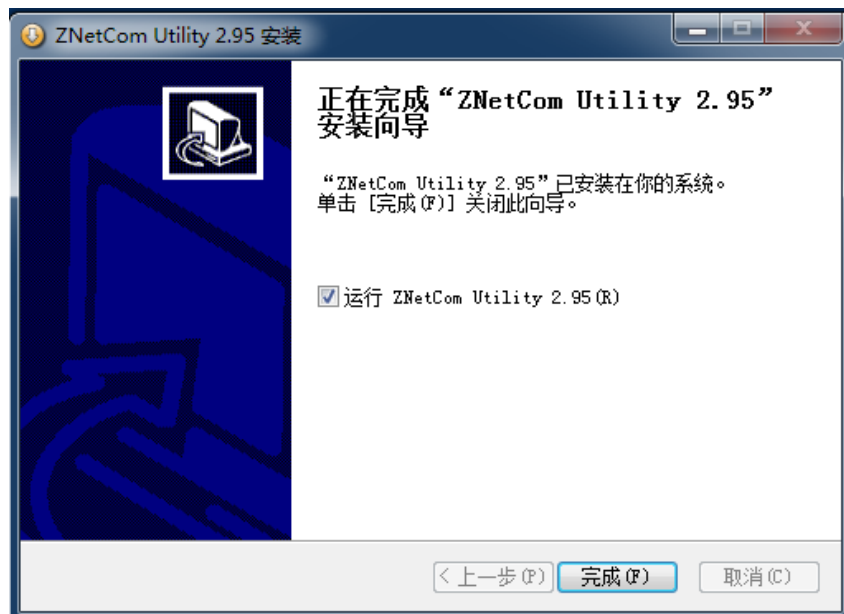 ZNetCom Utility 2.95 安装
正在完成“ZNetCom Utility 2.95”
安装向导
“ZNetCom Utility 2.95”已安装在你的系统。
单击 [完成(F)] 关闭此向导。
运行 ZNetCom Utility 2.95(R)
< 上一步(P) 完成(F) 取消(C)